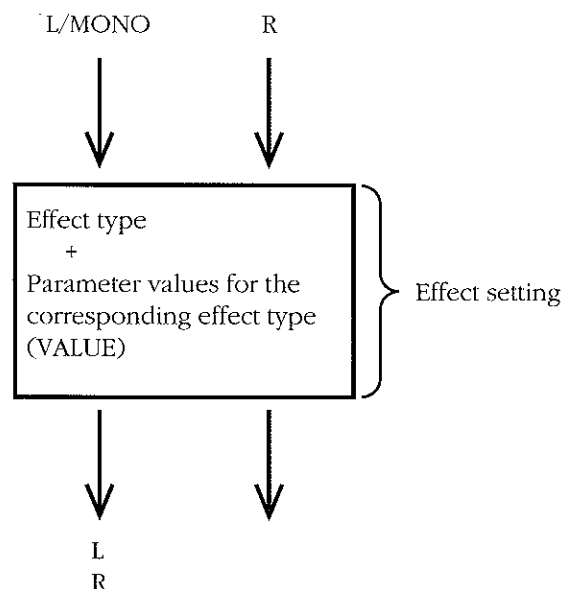 L/MONO R
Effect type
+
Parameter values for the
corresponding effect type
(VALUE)
Effect setting
L
R